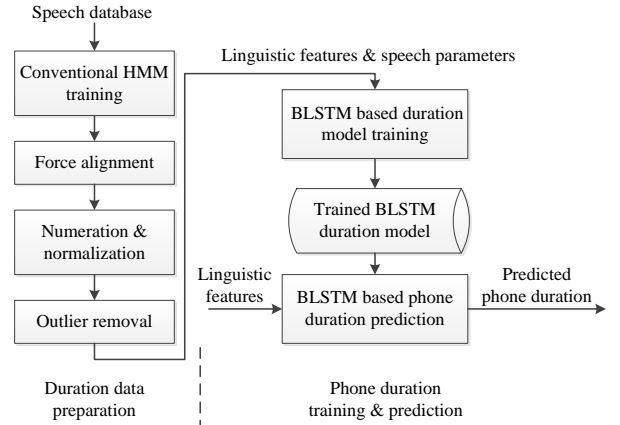 Speech database
Conventional HMM
training
Force alignment
Numeration &
normalization
Outlier removal
Duration data
preparation
Linguistic features & speech parameters
BLSTM based duration
model training
Trained BLSTM
duration model
Linguistic
features
BLSTM based phone
duration prediction
Predicted
phone duration
Phone duration
training & prediction